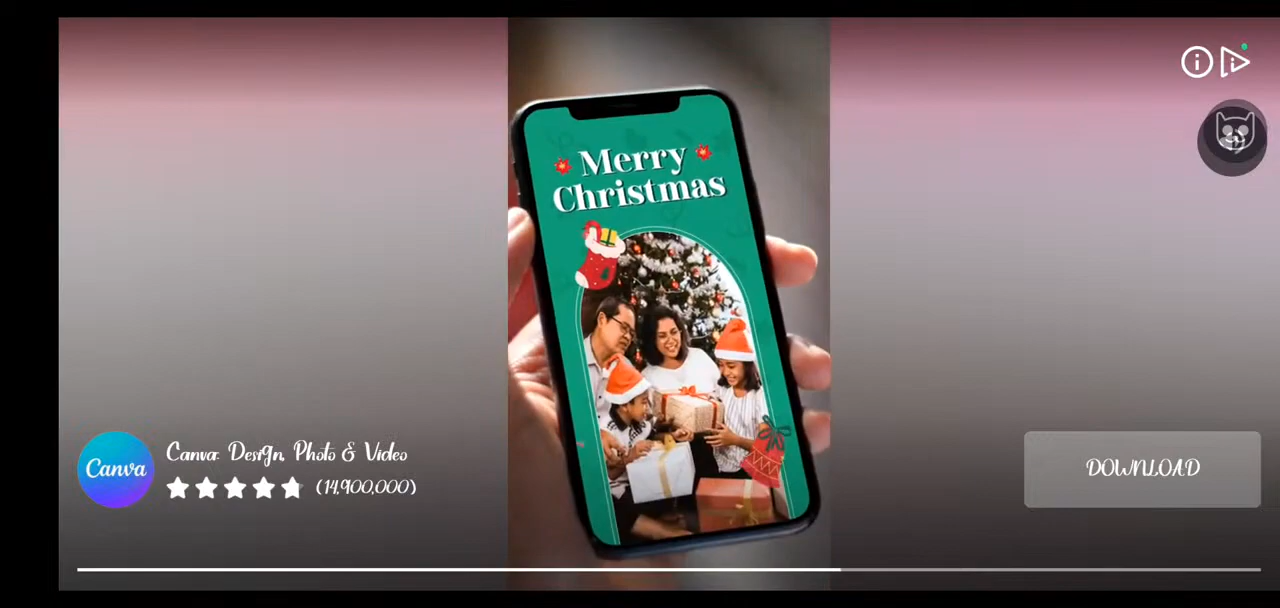 Merry
Christmas
Canva
Canva: Design, Photo & Video
(14,900,000)
DOWNLOAD